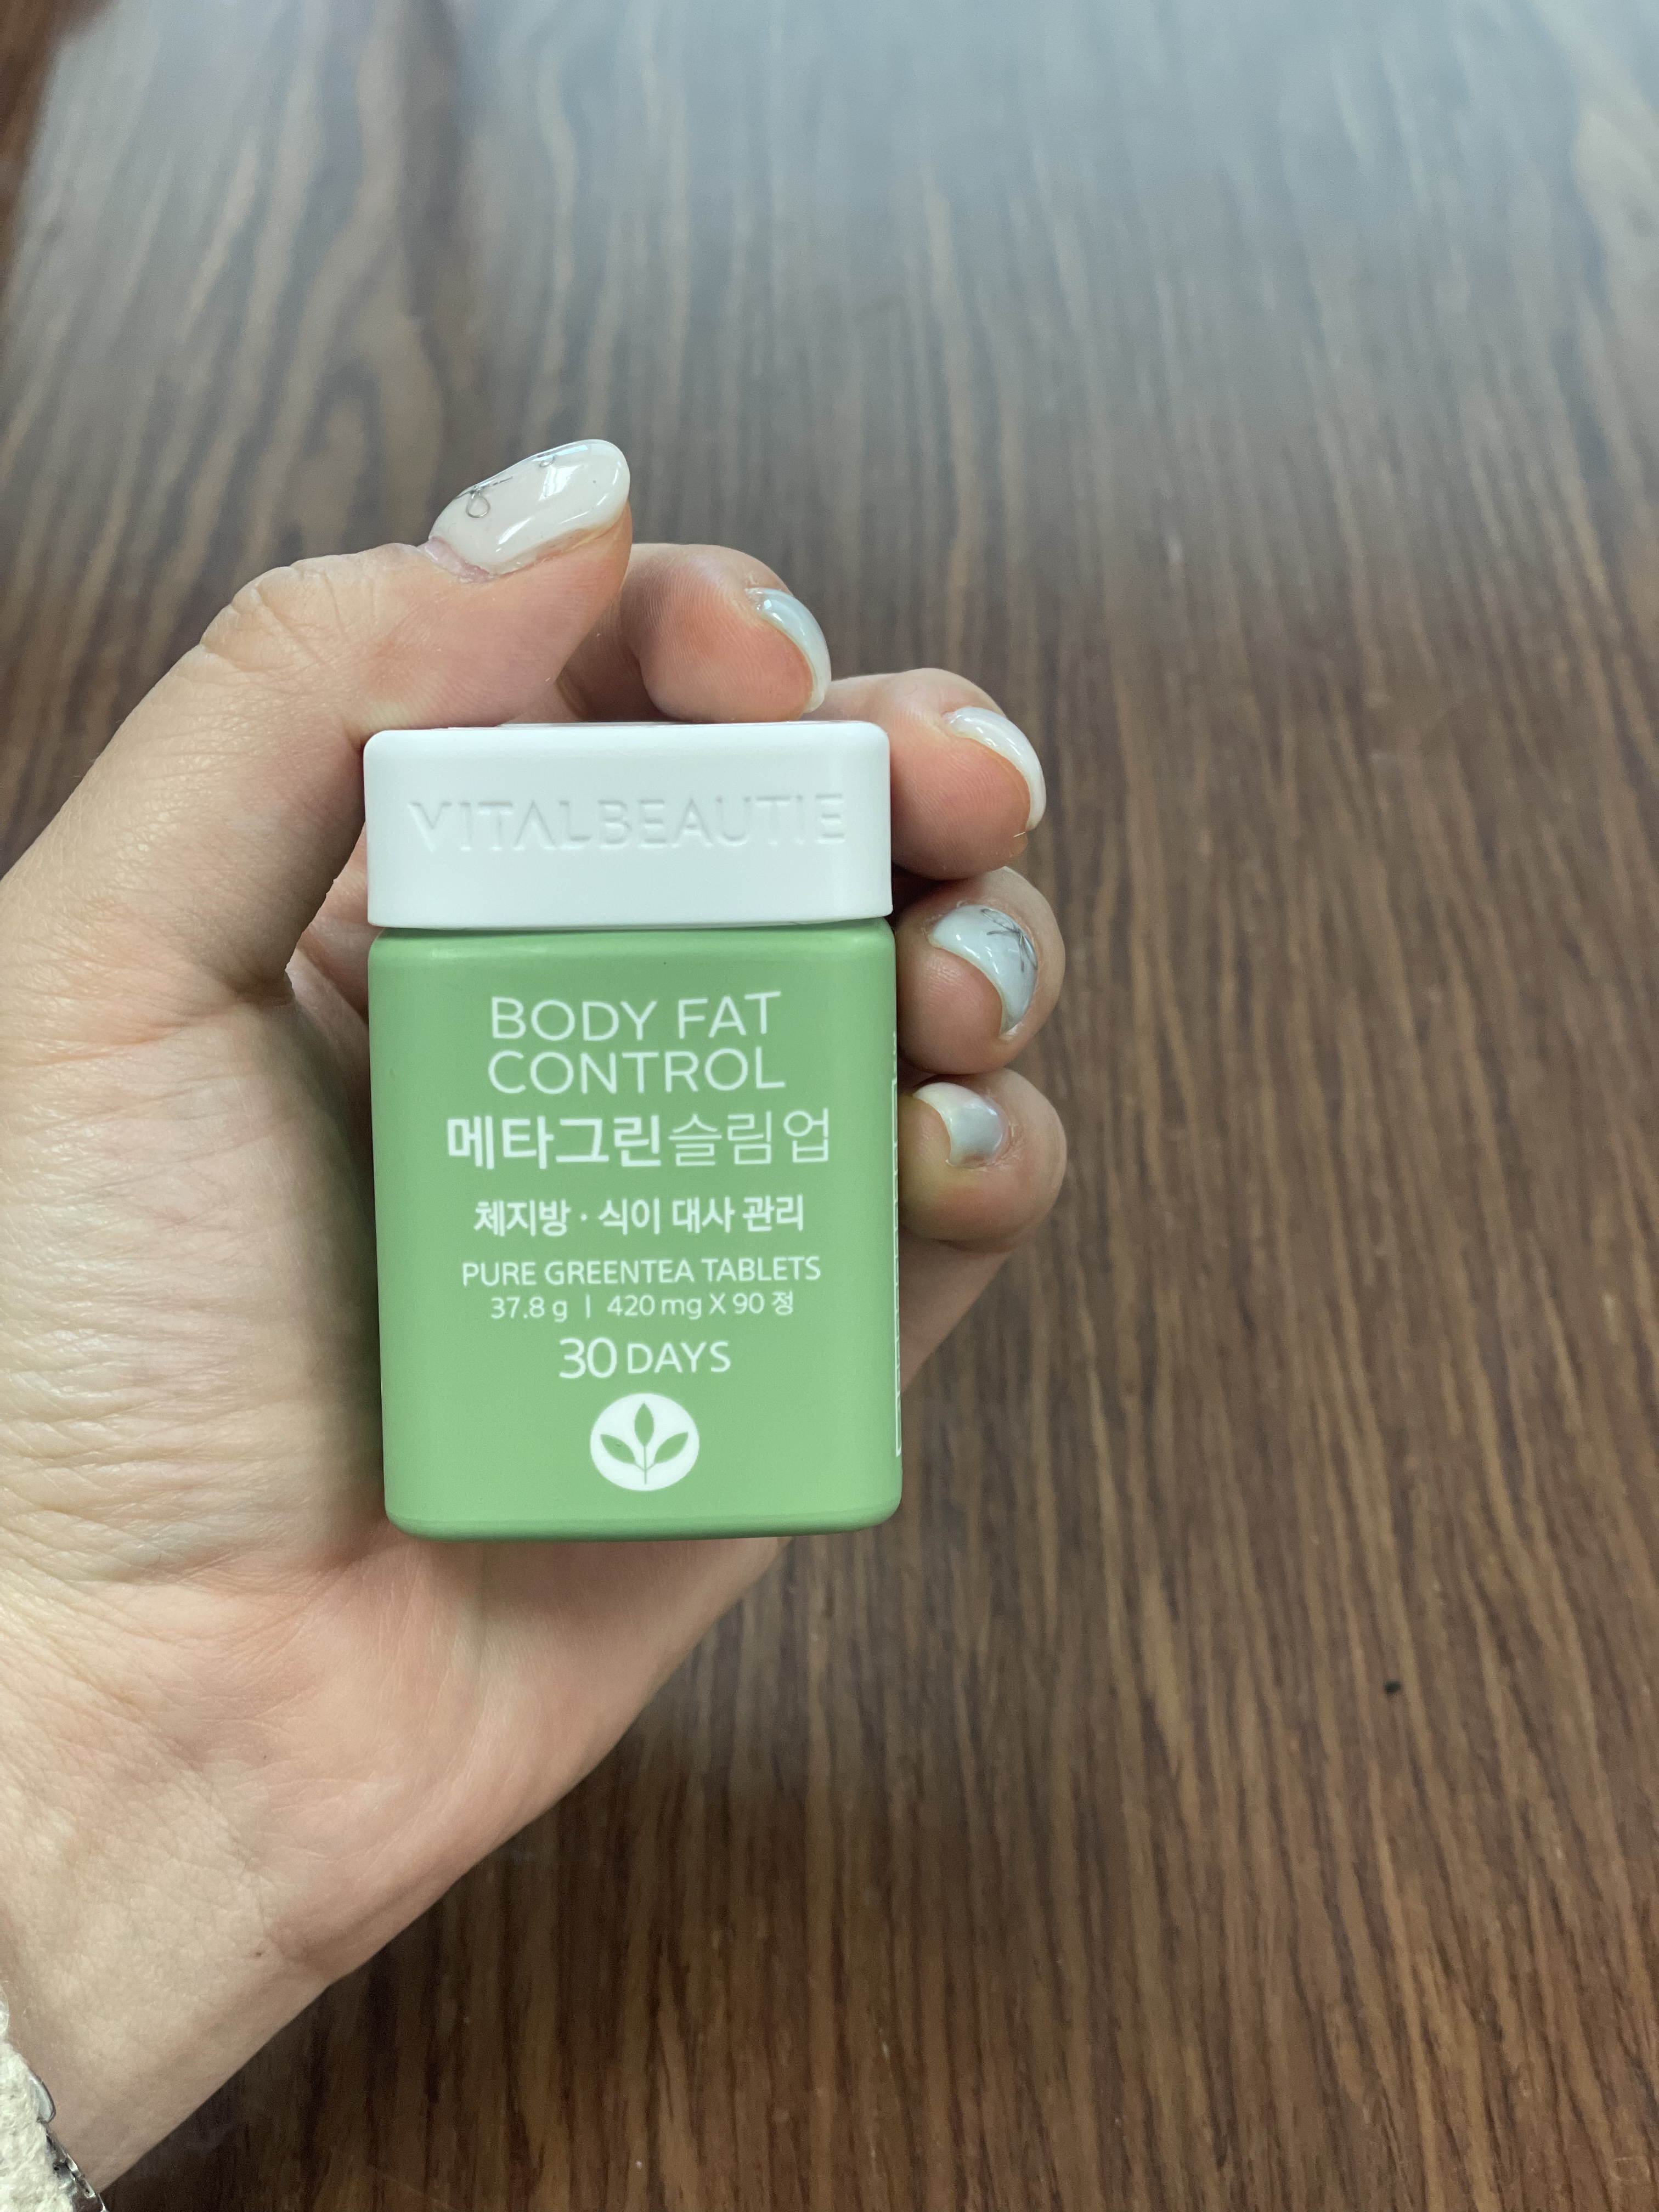 VITALBEAUTIE
BODY FAT
CONTROL
메타그린슬림업
체지방 · 식이 대사 관리
PURE GREENTEA TABLETS
37.8 g | 420 mg X 90 정
30 DAYS